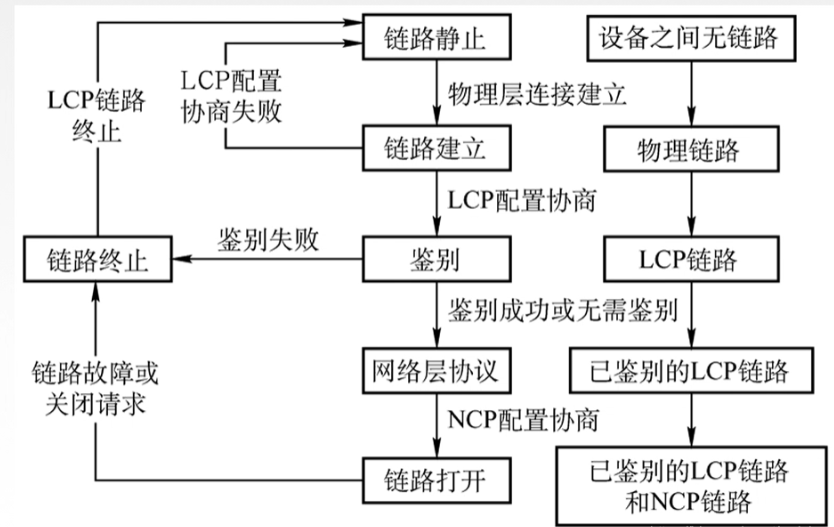 链路静止
设备之间无链路
LCP配置
协商失败
LCP链路
终止
物理层连接建立
链路建立
物理链路
LCP配置协商
鉴别失败
链路终止
鉴别
LCP链路
鉴别成功或无需鉴别
链路故障或
关闭请求
网络层协议
已鉴别的LCP链路
NCP配置协商
链路打开
已鉴别的LCP链路
和NCP链路